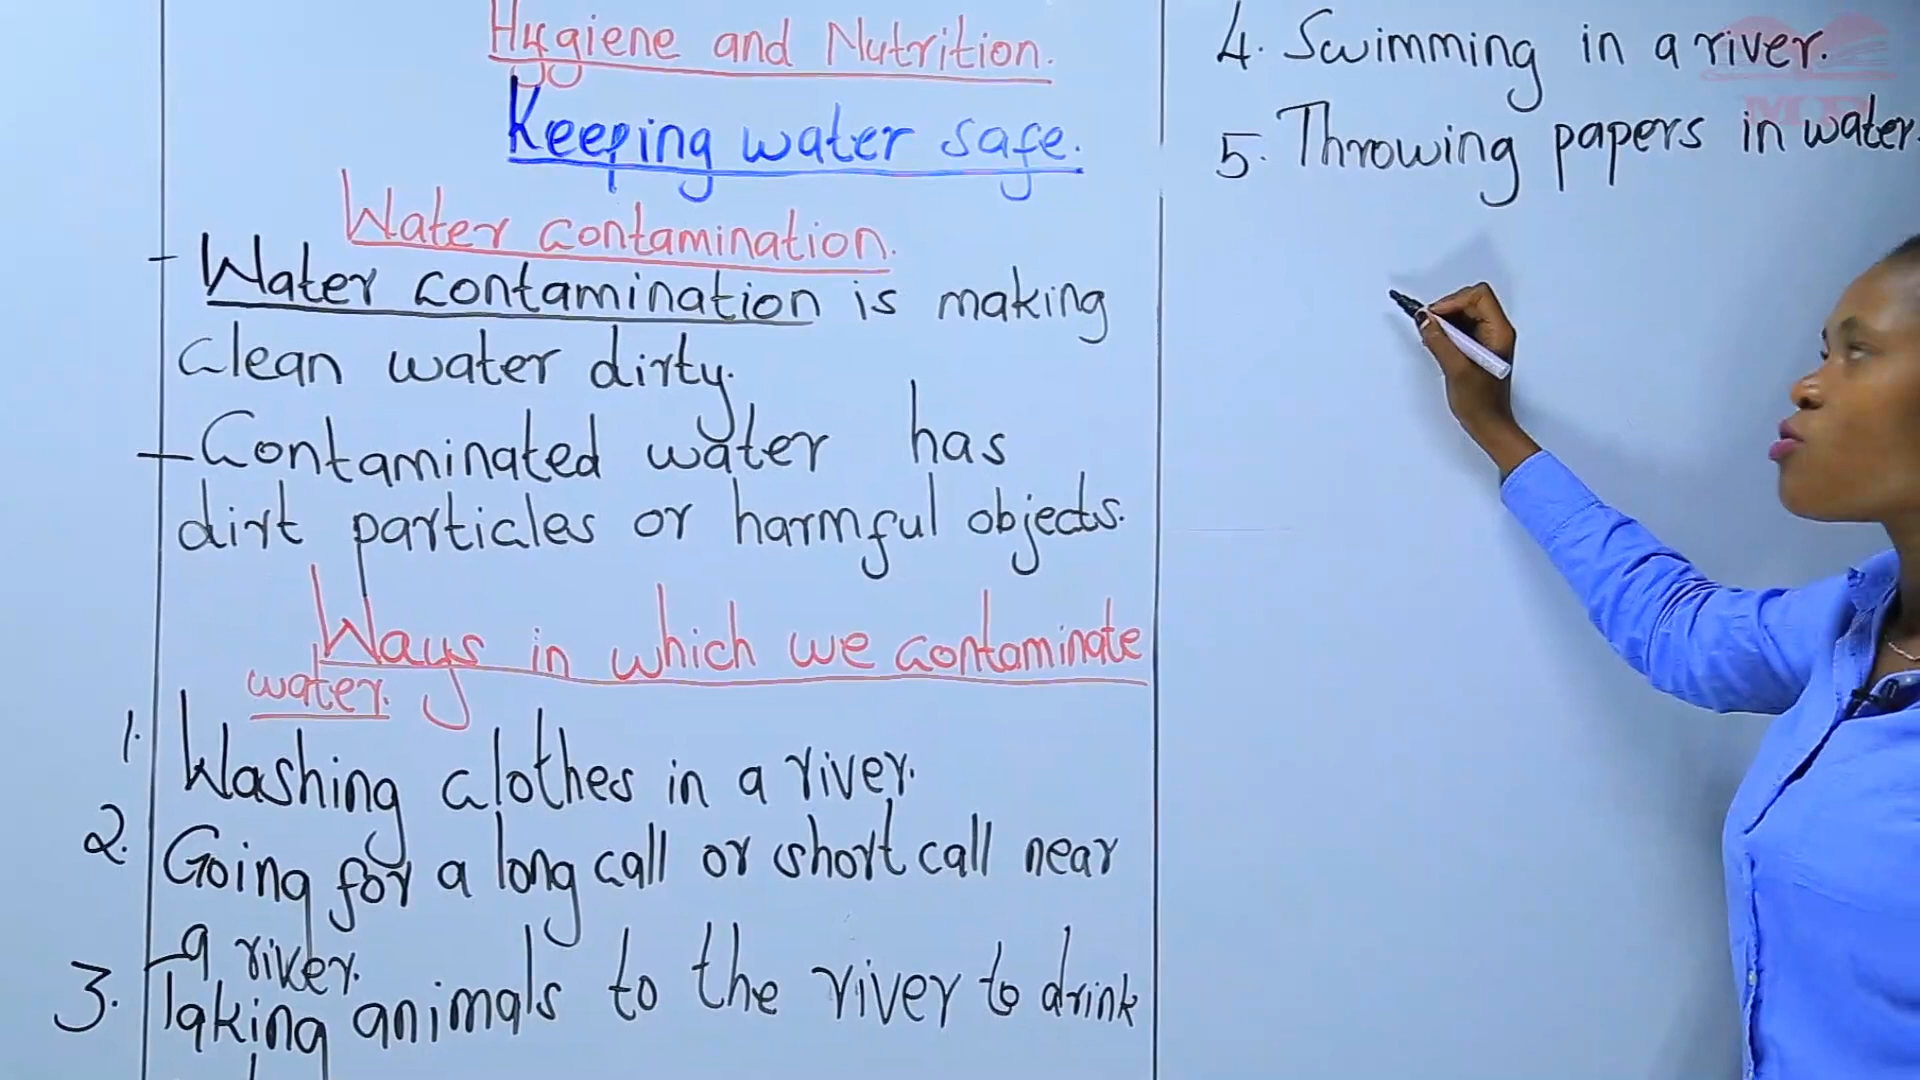 Hygiene and Nutrition.
Keeping water safe.
Water contamination.
- Water contamination is making
clean water dirty.
- Contaminated water has
dirt particles or harmful objects.
Ways in which we contaminate
water.
1. Washing clothes in a river.
2. Going for a long call or short call near
a river.
3. Taking animals to the river to drink
4. Swimming in a river.
5. Throwing papers in water.